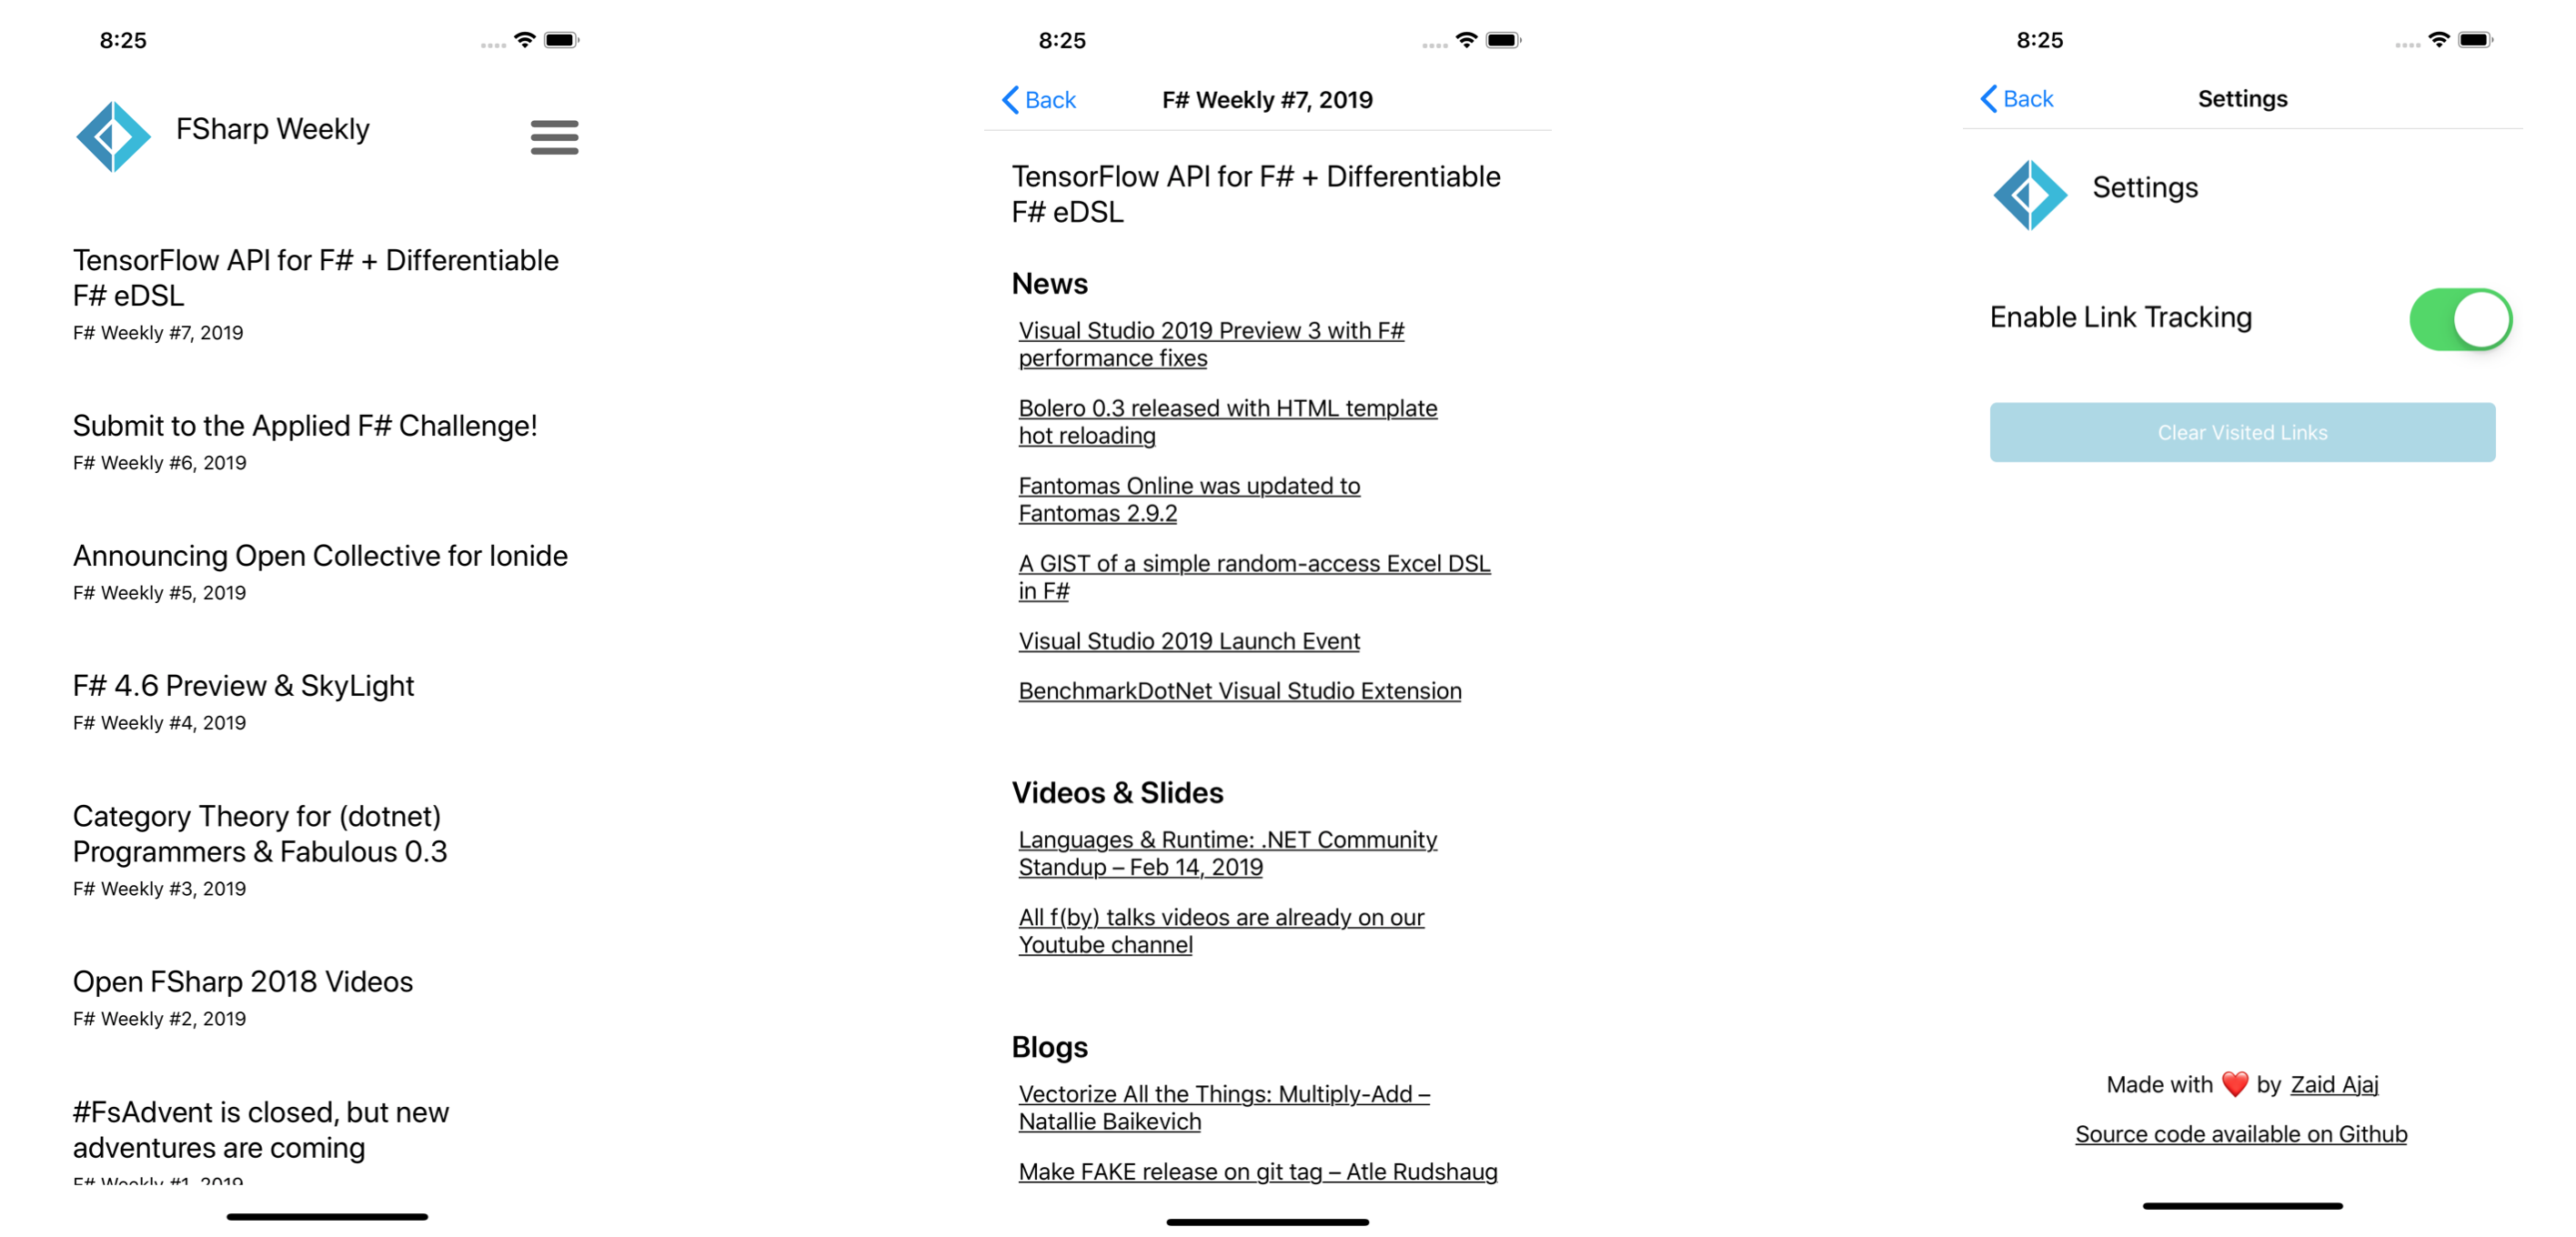 8:25
FSharp Weekly
TensorFlow API for F# + Differentiable
F# eDSL
F# Weekly #7, 2019
Submit to the Applied F# Challenge!
F# Weekly #6, 2019
Announcing Open Collective for Ionide
F# Weekly #5, 2019
F# 4.6 Preview & SkyLight
F# Weekly #4, 2019
Category Theory for (dotnet)
Programmers & Fabulous 0.3
F# Weekly #3, 2019
Open FSharp 2018 Videos
F# Weekly #2, 2019
#FsAdvent is closed, but new
adventures are coming
F# Weekly #1, 2019
8:25
Back
F# Weekly #7, 2019
TensorFlow API for F# + Differentiable
F# eDSL
News
Visual Studio 2019 Preview 3 with F#
performance fixes
Bolero 0.3 released with HTML template
hot reloading
Fantomas Online was updated to
Fantomas 2.9.2
A GIST of a simple random-access Excel DSL
in F#
Visual Studio 2019 Launch Event
BenchmarkDotNet Visual Studio Extension
Videos & Slides
Languages & Runtime: .NET Community
Standup – Feb 14, 2019
All f(by) talks videos are already on our
Youtube channel
Blogs
Vectorize All the Things: Multiply-Add –
Natallie Baikevich
Make FAKE release on git tag – Atle Rudshaug
8:25
Back
Settings
Settings
Enable Link Tracking
Clear Visited Links
Made with ❤️ by Zaid Ajaj
Source code available on Github